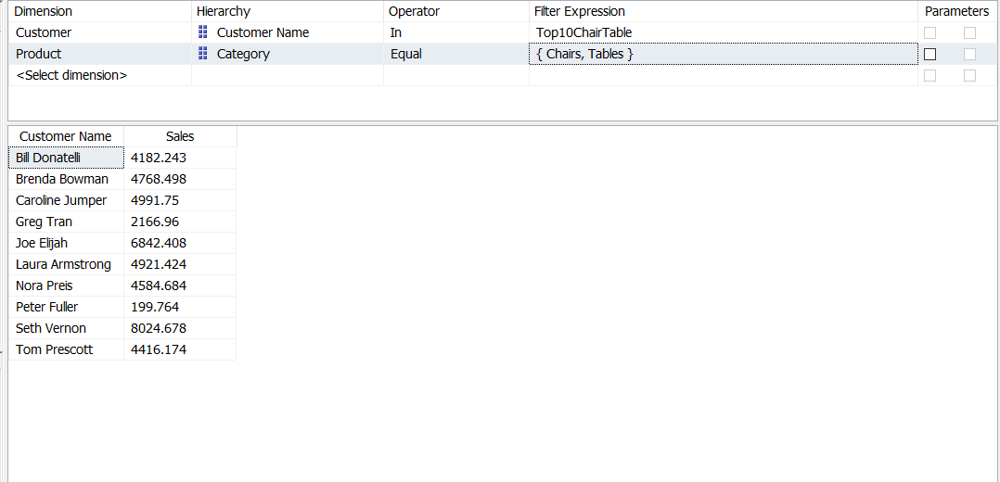 Dimension Hierarchy Operator Filter Expression Parameters
Customer Customer Name In Top10ChairTable
Product Category Equal { Chairs, Tables }
<Select dimension>
Customer Name Sales
Bill Donatelli 4182.243
Brenda Bowman 4768.498
Caroline Jumper 4991.75
Greg Tran 2166.96
Joe Elijah 6842.408
Laura Armstrong 4921.424
Nora Preis 4584.684
Peter Fuller 199.764
Seth Vernon 8024.678
Tom Prescott 4416.174